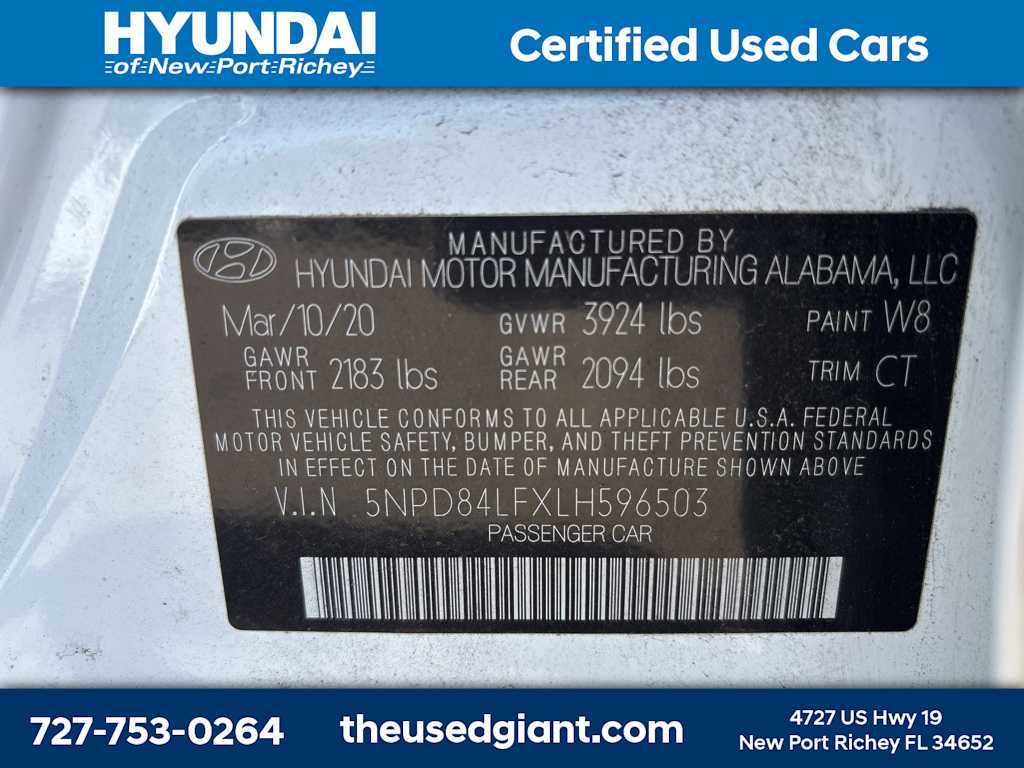 HYUNDAI
of New Port Richey
Certified Used Cars
MANUFACTURED BY
HYUNDAI MOTOR MANUFACTURING ALABAMA, LLC
Mar/10/20 GVWR 3924 lbs PAINT W8
GAWR FRONT 2183 lbs GAWR REAR 2094 lbs TRIM CT
THIS VEHICLE CONFORMS TO ALL APPLICABLE U.S.A. FEDERAL
MOTOR VEHICLE SAFETY, BUMPER, AND THEFT PREVENTION STANDARDS
IN EFFECT ON THE DATE OF MANUFACTURE SHOWN ABOVE
V.I.N 5NPD84LFXLH596503
PASSENGER CAR
727-753-0264
theusedgiant.com
4727 US Hwy 19
New Port Richey FL 34652